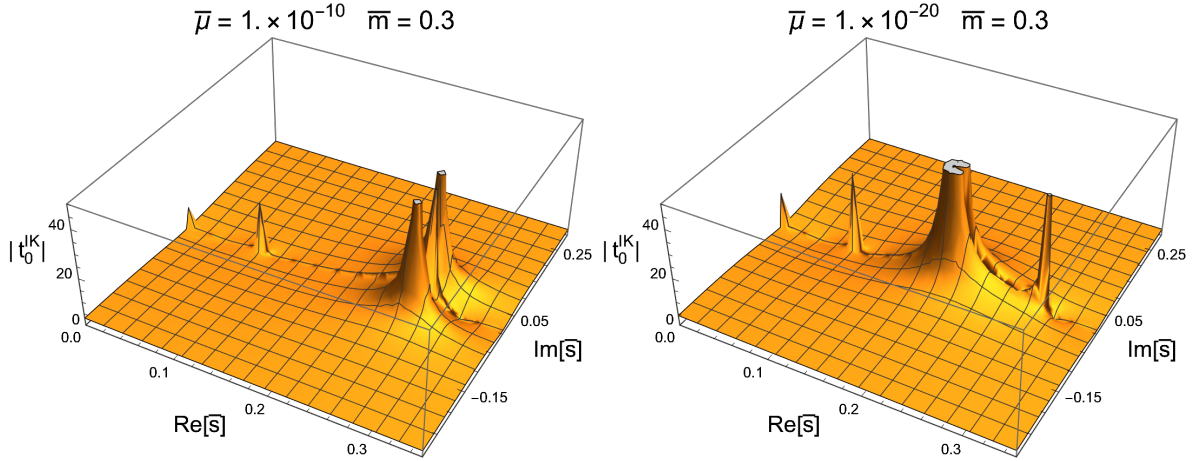 μ̅ = 1. × 10⁻¹⁰ m̅ = 0.3
40
|t₀ᴵᴷ|
20
0
0.0
0.1
0.2
0.3
Re[s̅]
0.25
0.05
Im[s̅]
−0.15
μ̅ = 1. × 10⁻²⁰ m̅ = 0.3
40
|t₀ᴵᴷ|
20
0
0.0
0.1
0.2
0.3
Re[s̅]
0.25
0.05
Im[s̅]
−0.15